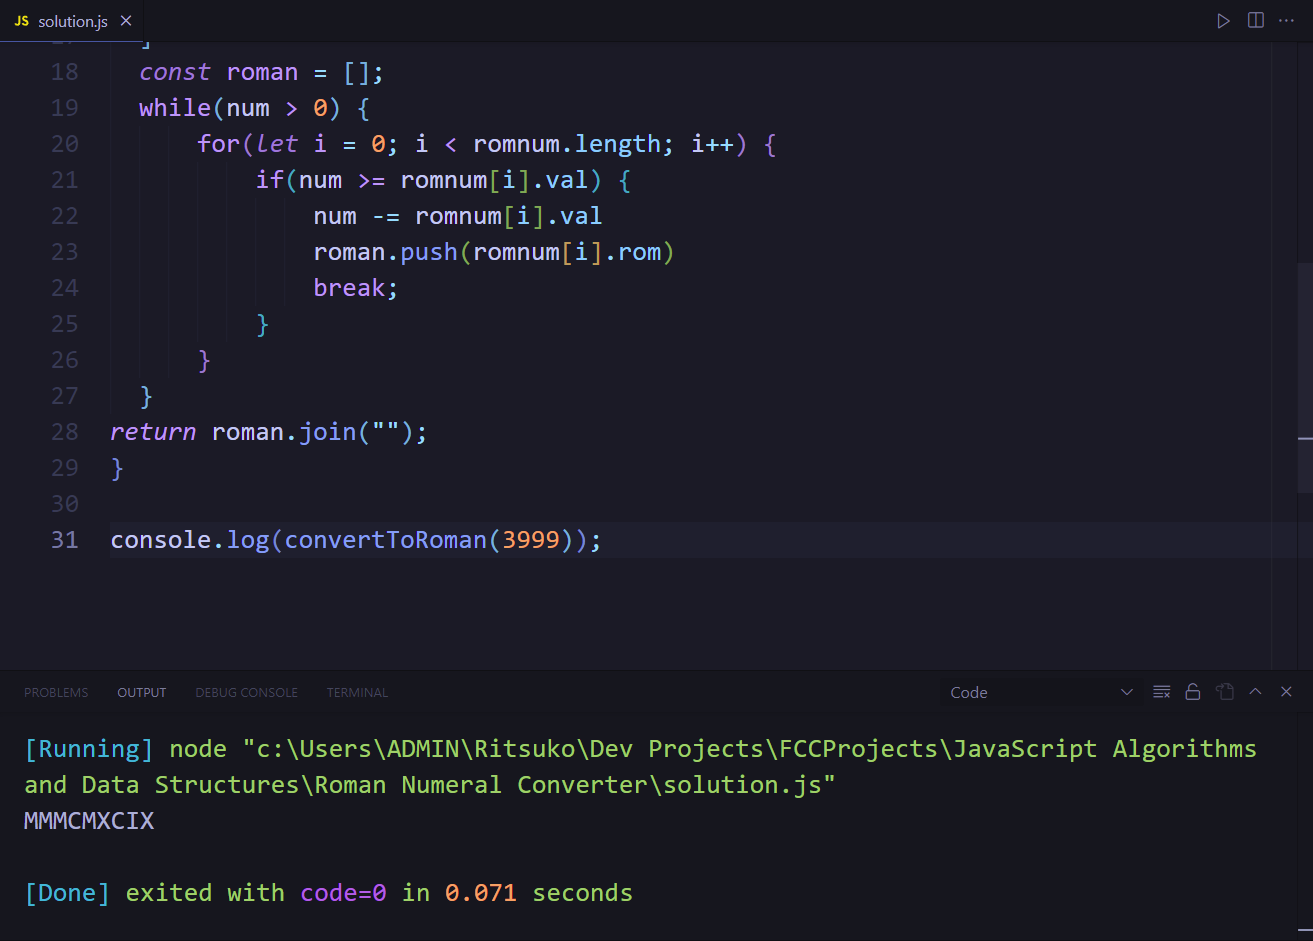 JS solution.js
18 const roman = [];
19 while(num > 0) {
20 for(let i = 0; i < romnum.length; i++) {
21 if(num >= romnum[i].val) {
22 num -= romnum[i].val
23 roman.push(romnum[i].rom)
24 break;
25 }
26 }
27 }
28 return roman.join("");
29 }
30
31 console.log(convertToRoman(3999));
PROBLEMS OUTPUT DEBUG CONSOLE TERMINAL Code
[Running] node "c:\Users\ADMIN\Ritsuko\Dev Projects\FCCProjects\JavaScript Algorithms
and Data Structures\Roman Numeral Converter\solution.js"
MMMCMXCIX
[Done] exited with code=0 in 0.071 seconds